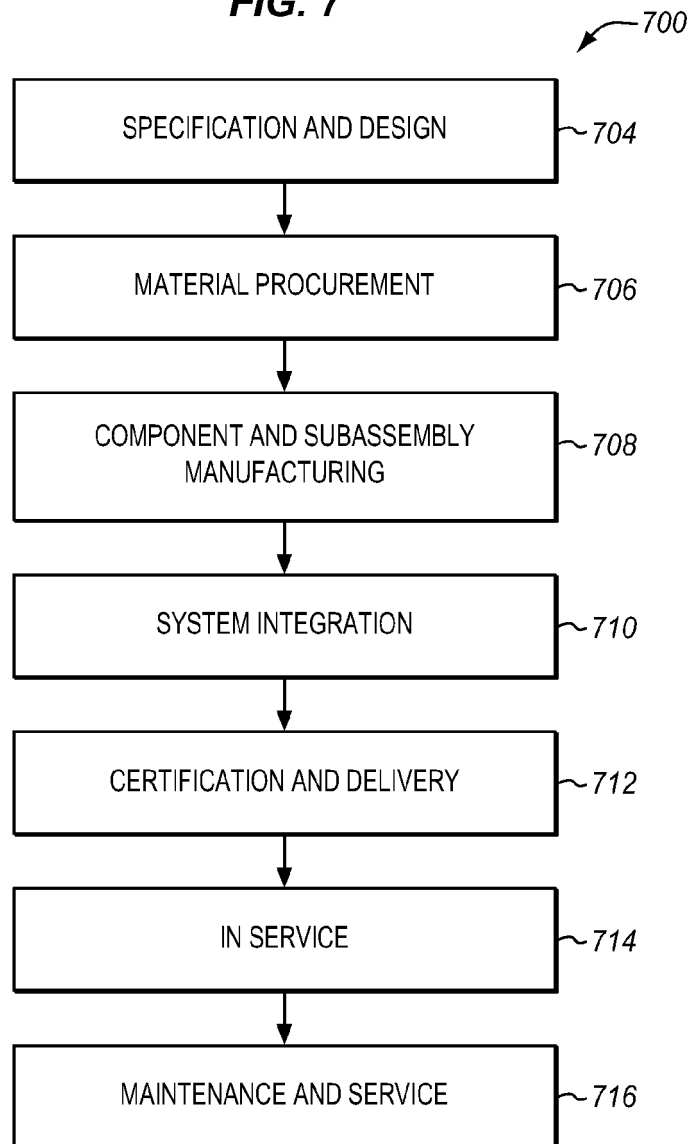 FIG. 7
700
SPECIFICATION AND DESIGN
704
MATERIAL PROCUREMENT
706
COMPONENT AND SUBASSEMBLY
MANUFACTURING
708
SYSTEM INTEGRATION
710
CERTIFICATION AND DELIVERY
712
IN SERVICE
714
MAINTENANCE AND SERVICE
716